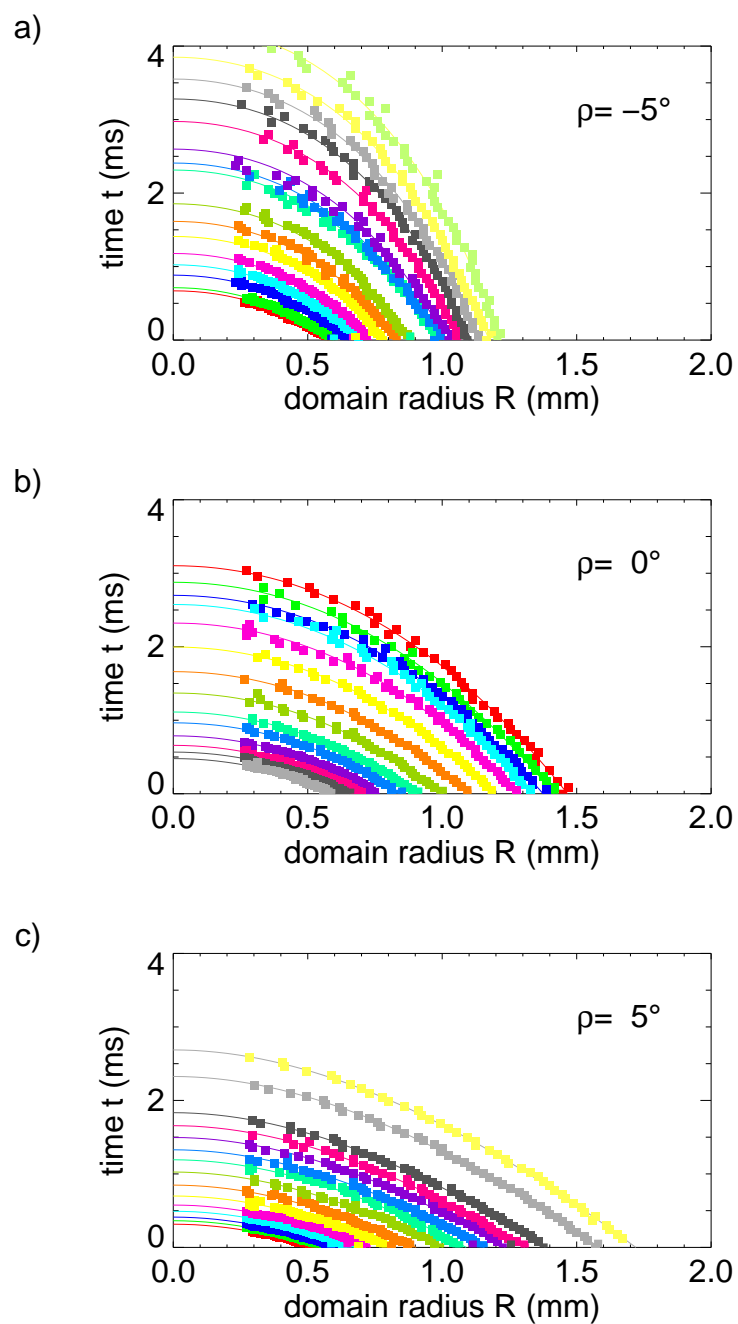 a)
4
2
0
time t (ms)
ρ= −5°
0.0 0.5 1.0 1.5 2.0
domain radius R (mm)
b)
4
2
0
time t (ms)
ρ= 0°
0.0 0.5 1.0 1.5 2.0
domain radius R (mm)
c)
4
2
0
time t (ms)
ρ= 5°
0.0 0.5 1.0 1.5 2.0
domain radius R (mm)